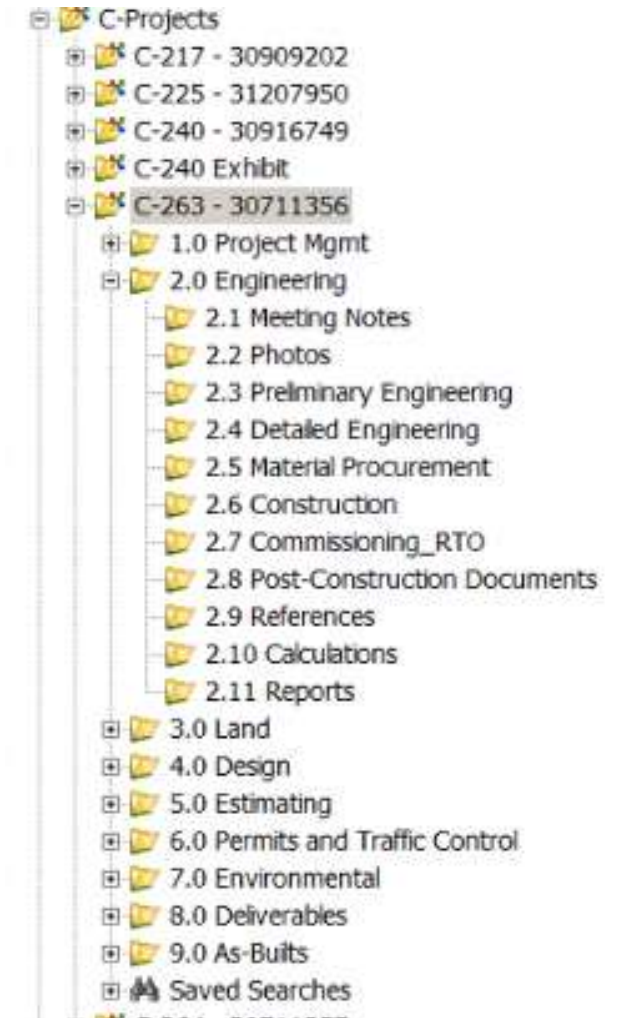 C-Projects
C-217 - 30909202
C-225 - 31207950
C-240 - 30916749
C-240 Exhibit
C-263 - 30711356
1.0 Project Mgmt
2.0 Engineering
2.1 Meeting Notes
2.2 Photos
2.3 Preliminary Engineering
2.4 Detailed Engineering
2.5 Material Procurement
2.6 Construction
2.7 Commissioning_RTO
2.8 Post-Construction Documents
2.9 References
2.10 Calculations
2.11 Reports
3.0 Land
4.0 Design
5.0 Estimating
6.0 Permits and Traffic Control
7.0 Environmental
8.0 Deliverables
9.0 As-Builts
Saved Searches